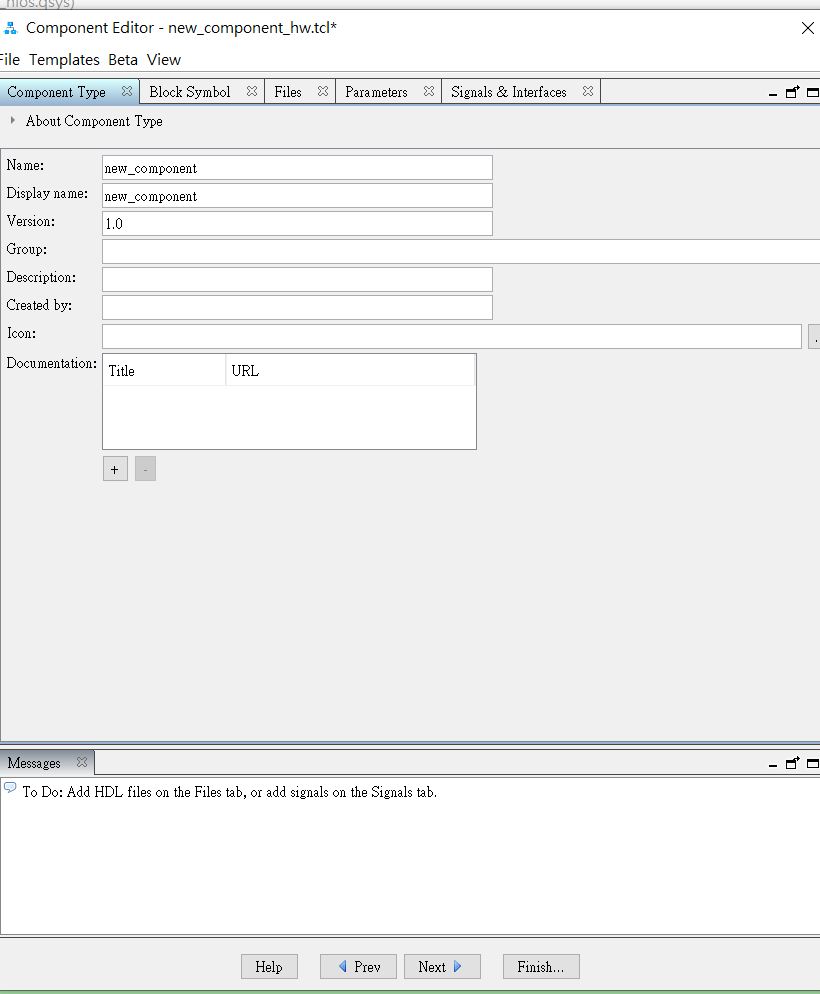 _nios.qsys)
Component Editor - new_component_hw.tcl*
File Templates Beta View
Component Type Block Symbol Files Parameters Signals & Interfaces
About Component Type
Name: new_component
Display name: new_component
Version: 1.0
Group:
Description:
Created by:
Icon: .
Documentation: Title URL
+ -
Messages
To Do: Add HDL files on the Files tab, or add signals on the Signals tab.
Help Prev Next Finish...